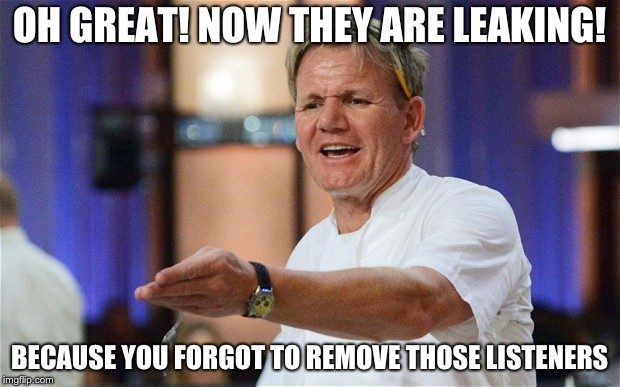 OH GREAT! NOW THEY ARE LEAKING!
BECAUSE YOU FORGOT TO REMOVE THOSE LISTENERS
imgflip.com